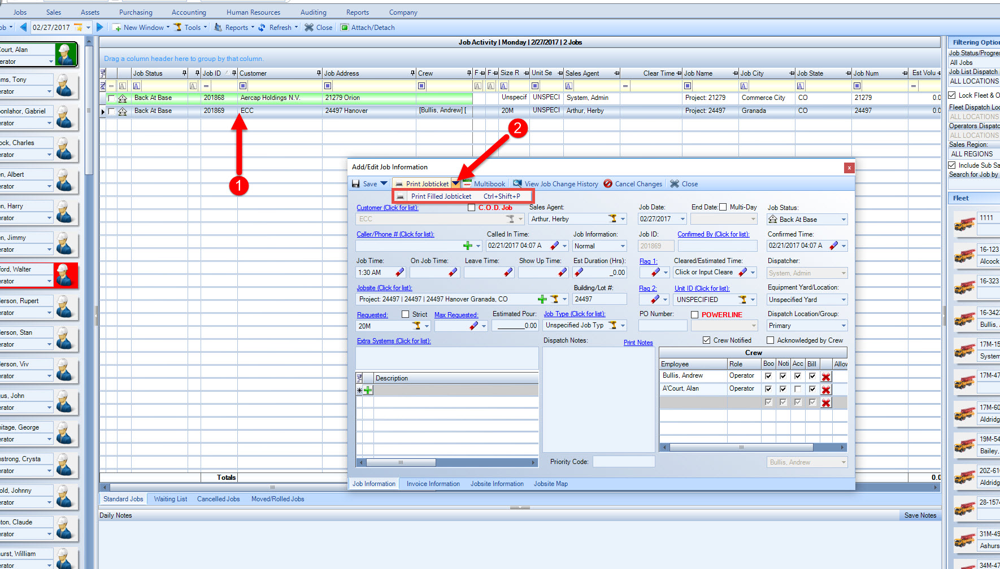 Jobs Sales Assets Purchasing Accounting Human Resources Auditing Reports Company
02/27/2017 New Window Tools Reports Refresh Close Attach/Detach
Job Activity | Monday | 2/27/2017 | 2 Jobs
Drag a column header here to group by that column.
Job Status Job ID Customer Job Address Crew F F Size R Unit Se Sales Agent Clear Time Job Name Job City Job State Job Num Est Volu
Back At Base 201868 Aercap Holdings N.V. 21279 Orion Unspecif UNSPECI System, Admin Project: 21279 Commerce City CO 21279 0.0
Back At Base 201869 ECC 24497 Hanover [Bullis, Andrew] [ 20M UNSPECI Arthur, Herby Project: 24497 Granada CO 24497 0.0
1
2
Court, Alan
erator
ms, Tony
erator
onlahor, Gabriel
erator
ock, Charles
erator
en, Albert
erator
en, Harry
erator
en, Jimmy
erator
ford, Walter
erator
erson, Rupert
erator
erson, Stan
erator
derson, Viv
erator
gus, John
erator
nitage, George
erator
nstrong, Crysta
erator
old, Johnny
erator
ton, Claude
erator
hurst, William
erator
Add/Edit Job Information x
Save Print Jobticket Multibook View Job Change History Cancel Changes Close
Print Filled Jobticket Ctrl+Shift+P
Customer (Click for list): C.O.D. Job Sales Agent: Job Date: End Date: Multi-Day Job Status:
ECC Arthur, Herby 02/27/2017 Back At Base
Caller/Phone # (Click for list): Called In Time: Job Information: Job ID: Confirmed By (Click for list): Confirmed Time:
02/21/2017 04:07 A Normal 201869 02/21/2017 04:07 A
Job Time: On Job Time: Leave Time: Show Up Time: Est Duration (Hrs): Flag 1: Cleared/Estimated Time: Dispatcher:
1:30 AM _0.00 Click or Input Cleare System, Admin
Jobsite (Click for list): Building/Lot #: Flag 2: Unit ID (Click for list): Equipment Yard/Location:
Project: 24497 | 24497 | 24497 Hanover Granada, CO 24497 UNSPECIFIED Unspecified Yard
Requested: Strict Max Requested: Estimated Pour: Job Type (Click for list): PO Number: POWERLINE Dispatch Location/Group:
20M _______0.00 Unspecified Job Typ Primary
Extra Systems (Click for list): Dispatch Notes: Print Notes Crew Notified Acknowledged by Crew
Crew
Employee Role Boo Noti Acc Bill Allow
Bullis, Andrew Operator
A'Court, Alan Operator
Description
Priority Code: Bullis, Andrew
Job Information Invoice Information Jobsite Information Jobsite Map
Totals 0.0
Standard Jobs Waiting List Cancelled Jobs Moved/Rolled Jobs
Daily Notes Save Notes
Filtering Optio
Job Status/Progres
All Jobs
Job List Dispatch
ALL LOCATIONS
Lock Fleet & O
Fleet Dispatch Loc
ALL LOCATIONS
Operators Dispatc
ALL LOCATIONS
Sales Region:
ALL REGIONS
Include Sub Sa
Search for Job by
Fleet
1111
16-123
Alcock
16-323
16-342
Bullis,
17M-15
System
17M-47
17M-60
Aldridg
19M-54
Bailey,
20Z-61
Aldridg
28-157
31M-49
Ashurs
34M-47